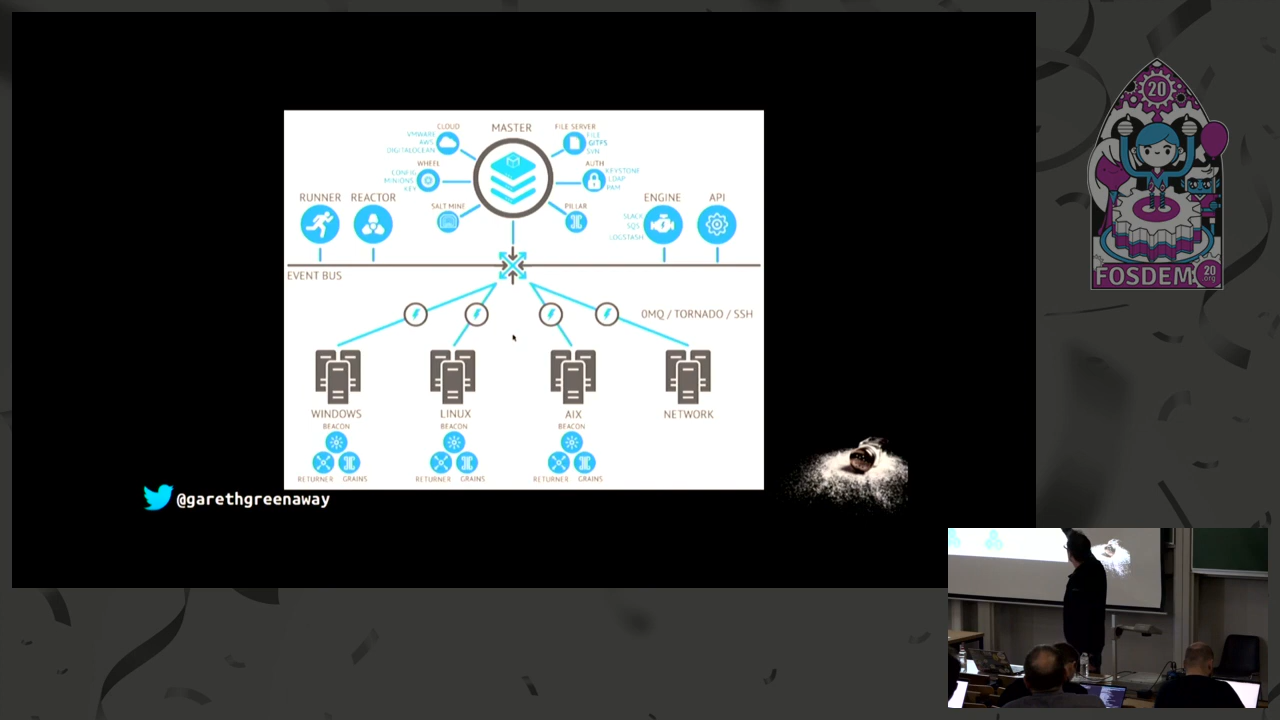 CLOUD
VMWARE
AWS
DIGITALOCEAN
MASTER
FILE SERVER
FILE
GITFS
SVN
WHEEL
CONFIG
MINIONS
KEY
AUTH
KEYSTONE
LDAP
PAM
RUNNER
REACTOR
SALT MINE
PILLAR
ENGINE
SLACK
SQS
LOGSTASH
API
EVENT BUS
0MQ / TORNADO / SSH
WINDOWS
LINUX
AIX
NETWORK
BEACON
BEACON
BEACON
RETURNER
GRAINS
RETURNER
GRAINS
RETURNER
GRAINS
@garethgreenaway
20
FOSDEM
20
.org